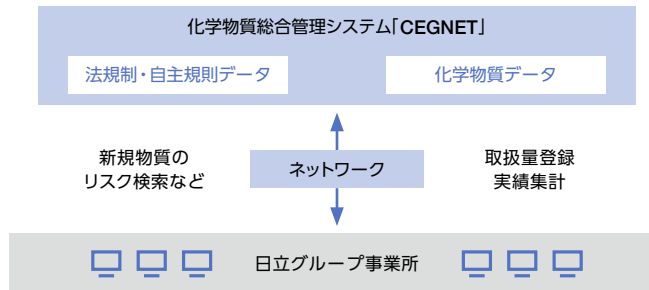 化学物質総合管理システム「CEGNET」
法規制・自主規則データ
化学物質データ
新規物質の
リスク検索など
ネットワーク
取扱量登録
実績集計
日立グループ事業所